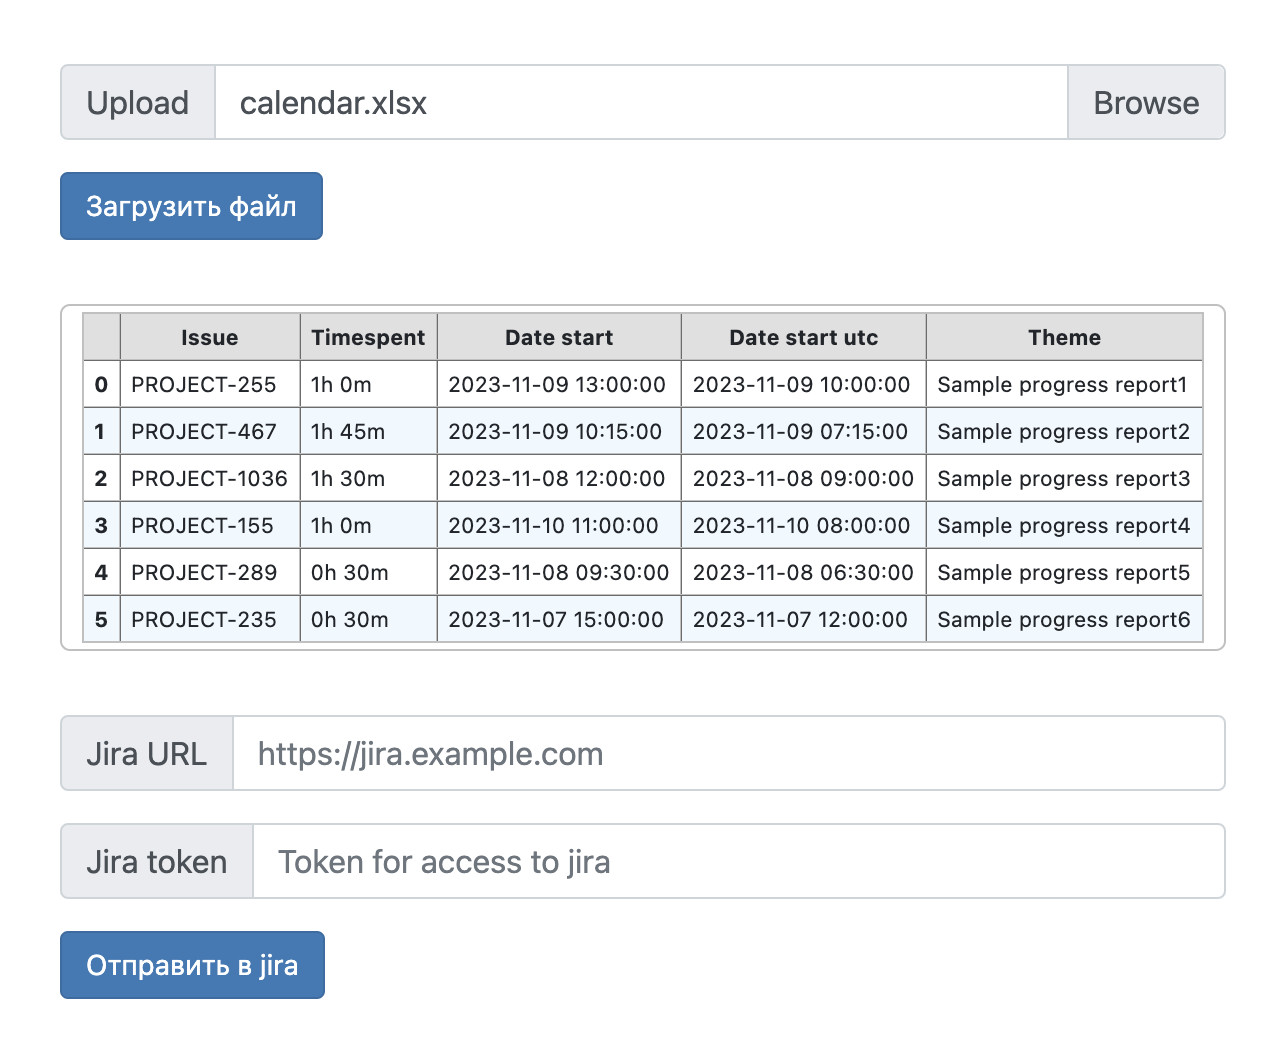 Upload calendar.xlsx Browse
Загрузить файл
Issue Timespent Date start Date start utc Theme
0 PROJECT-255 1h 0m 2023-11-09 13:00:00 2023-11-09 10:00:00 Sample progress report1
1 PROJECT-467 1h 45m 2023-11-09 10:15:00 2023-11-09 07:15:00 Sample progress report2
2 PROJECT-1036 1h 30m 2023-11-08 12:00:00 2023-11-08 09:00:00 Sample progress report3
3 PROJECT-155 1h 0m 2023-11-10 11:00:00 2023-11-10 08:00:00 Sample progress report4
4 PROJECT-289 0h 30m 2023-11-08 09:30:00 2023-11-08 06:30:00 Sample progress report5
5 PROJECT-235 0h 30m 2023-11-07 15:00:00 2023-11-07 12:00:00 Sample progress report6
Jira URL https://jira.example.com
Jira token Token for access to jira
Отправить в jira